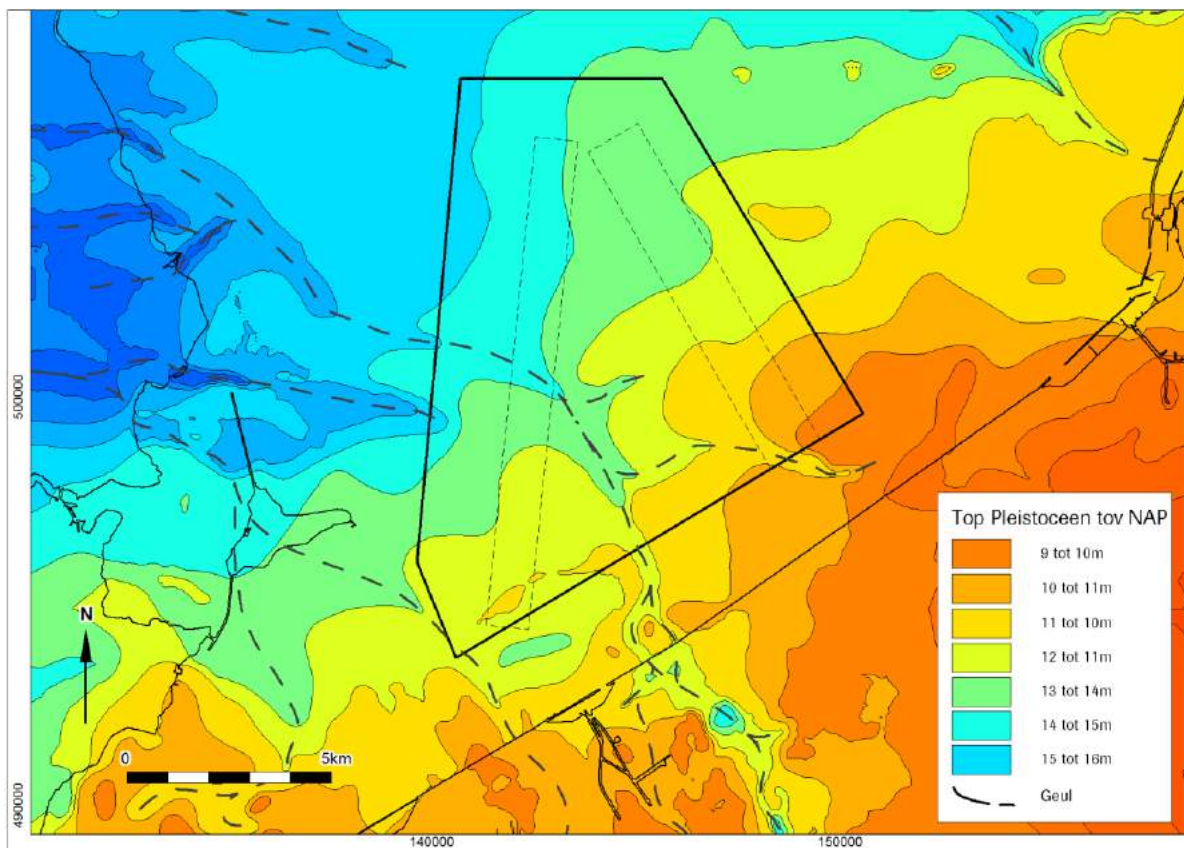 500000
490000
N
0
5km
140000
150000
Top Pleistoceen tov NAP
9 tot 10m
10 tot 11m
11 tot 10m
12 tot 11m
13 tot 14m
14 tot 15m
15 tot 16m
Geul